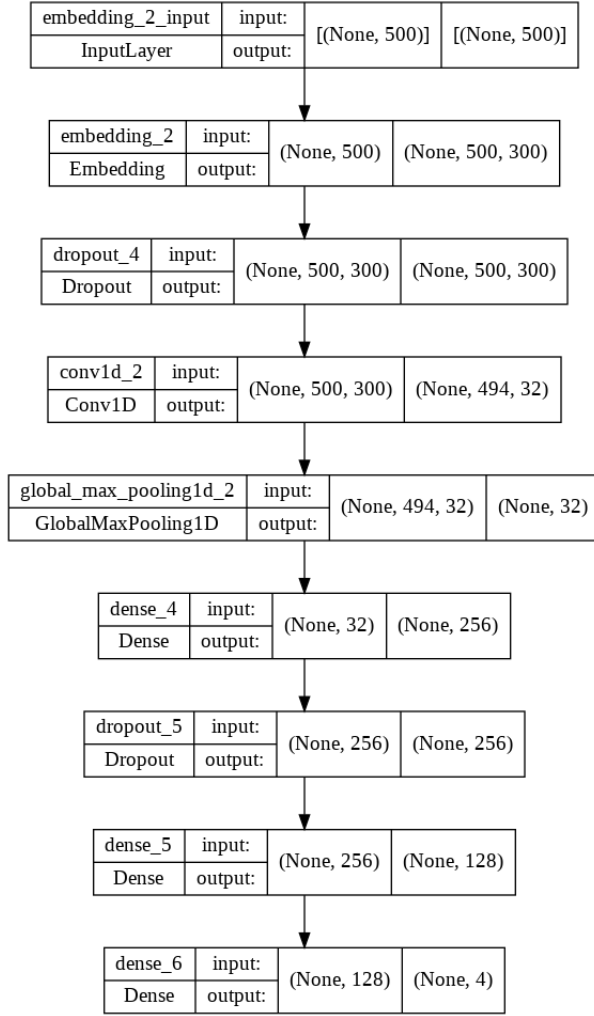 embedding_2_input input: [(None, 500)] [(None, 500)]
InputLayer output:
embedding_2 input: (None, 500) (None, 500, 300)
Embedding output:
dropout_4 input: (None, 500, 300) (None, 500, 300)
Dropout output:
conv1d_2 input: (None, 500, 300) (None, 494, 32)
Conv1D output:
global_max_pooling1d_2 input: (None, 494, 32) (None, 32)
GlobalMaxPooling1D output:
dense_4 input: (None, 32) (None, 256)
Dense output:
dropout_5 input: (None, 256) (None, 256)
Dropout output:
dense_5 input: (None, 256) (None, 128)
Dense output:
dense_6 input: (None, 128) (None, 4)
Dense output: